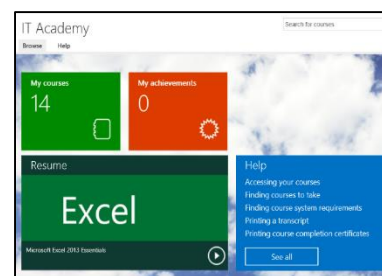 IT Academy
Search for courses
Browse Help
My courses
14
My achievements
0
Resume
Excel
Microsoft Excel 2013 Essentials
Help
Accessing your courses
Finding courses to take
Finding course system requirements
Printing a transcript
Printing course completion certificates
See all